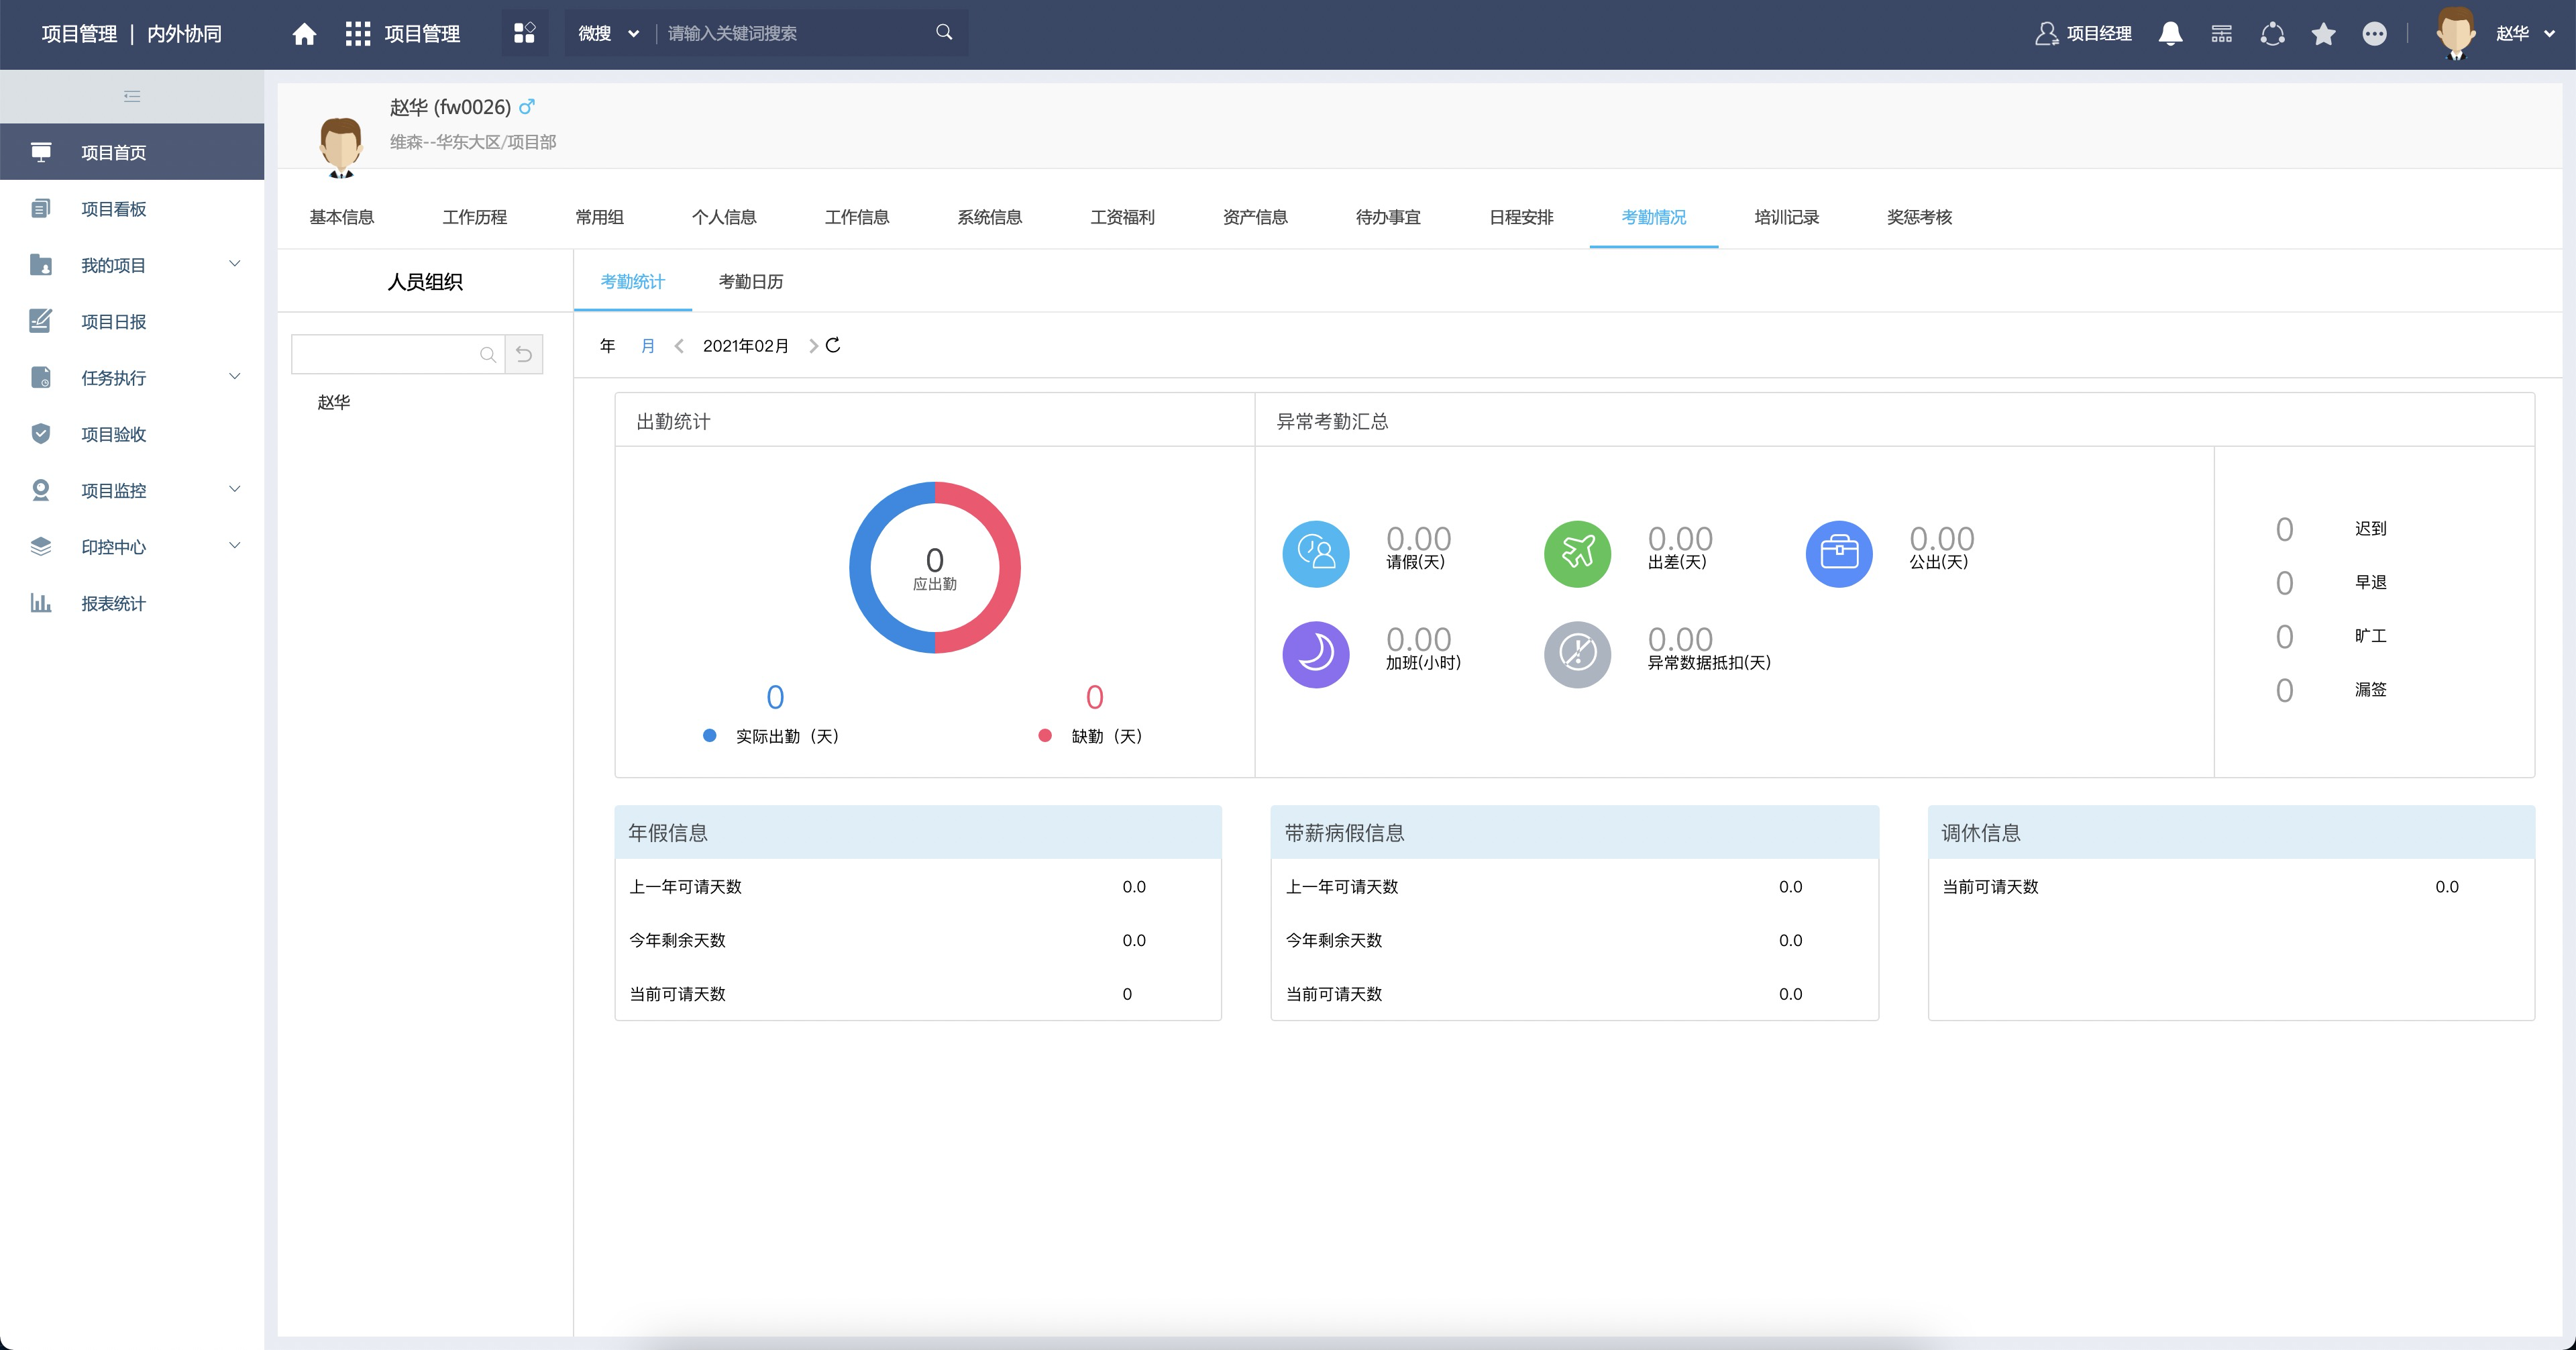 项目管理 | 内外协同
项目管理
微搜
请输入关键词搜索
项目经理
赵华
项目首页
项目看板
我的项目
项目日报
任务执行
项目验收
项目监控
印控中心
报表统计
赵华 (fw0026)
维森--华东大区/项目部
基本信息 工作历程 常用组 个人信息 工作信息 系统信息 工资福利 资产信息 待办事宜 日程安排 考勤情况 培训记录 奖惩考核
人员组织
赵华
考勤统计 考勤日历
年 月 2021年02月
出勤统计
0
应出勤
0
实际出勤（天）
0
缺勤（天）
异常考勤汇总
0.00
请假(天)
0.00
出差(天)
0.00
公出(天)
0.00
加班(小时)
0.00
异常数据抵扣(天)
0 迟到
0 早退
0 旷工
0 漏签
年假信息
上一年可请天数 0.0
今年剩余天数 0.0
当前可请天数 0
带薪病假信息
上一年可请天数 0.0
今年剩余天数 0.0
当前可请天数 0.0
调休信息
当前可请天数 0.0